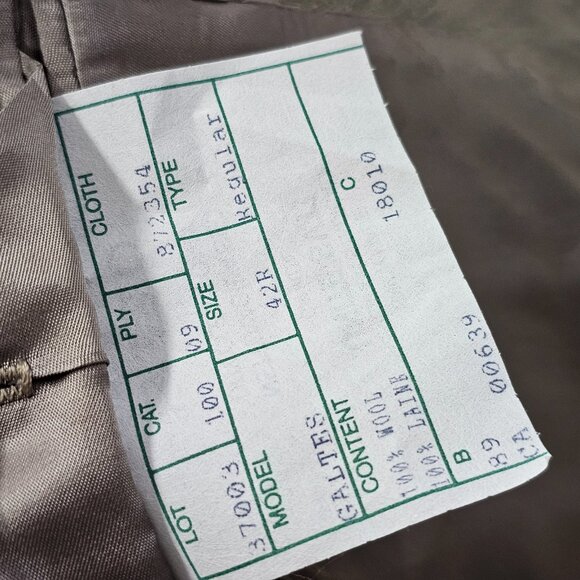 LOT CAT. PLY CLOTH
37003 100 09 872354
MODEL SIZE TYPE
GALTES 42R Regular
CONTENT
100% WOOL
100% LAINE
B C
89 00639 18010
CA